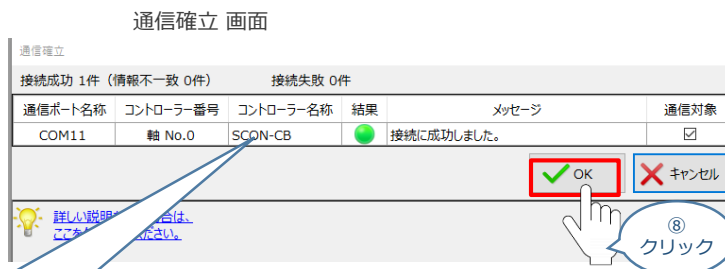 通信確立 画面
通信確立
接続成功 1件（情報不一致 0件） 接続失敗 0件
通信ポート名称 コントローラー番号 コントローラー名称 結果 メッセージ 通信対象
COM11 軸 No.0 SCON-CB 接続に成功しました。
OK キャンセル
詳しい説明 合は、
ここを ください。
⑧
クリック